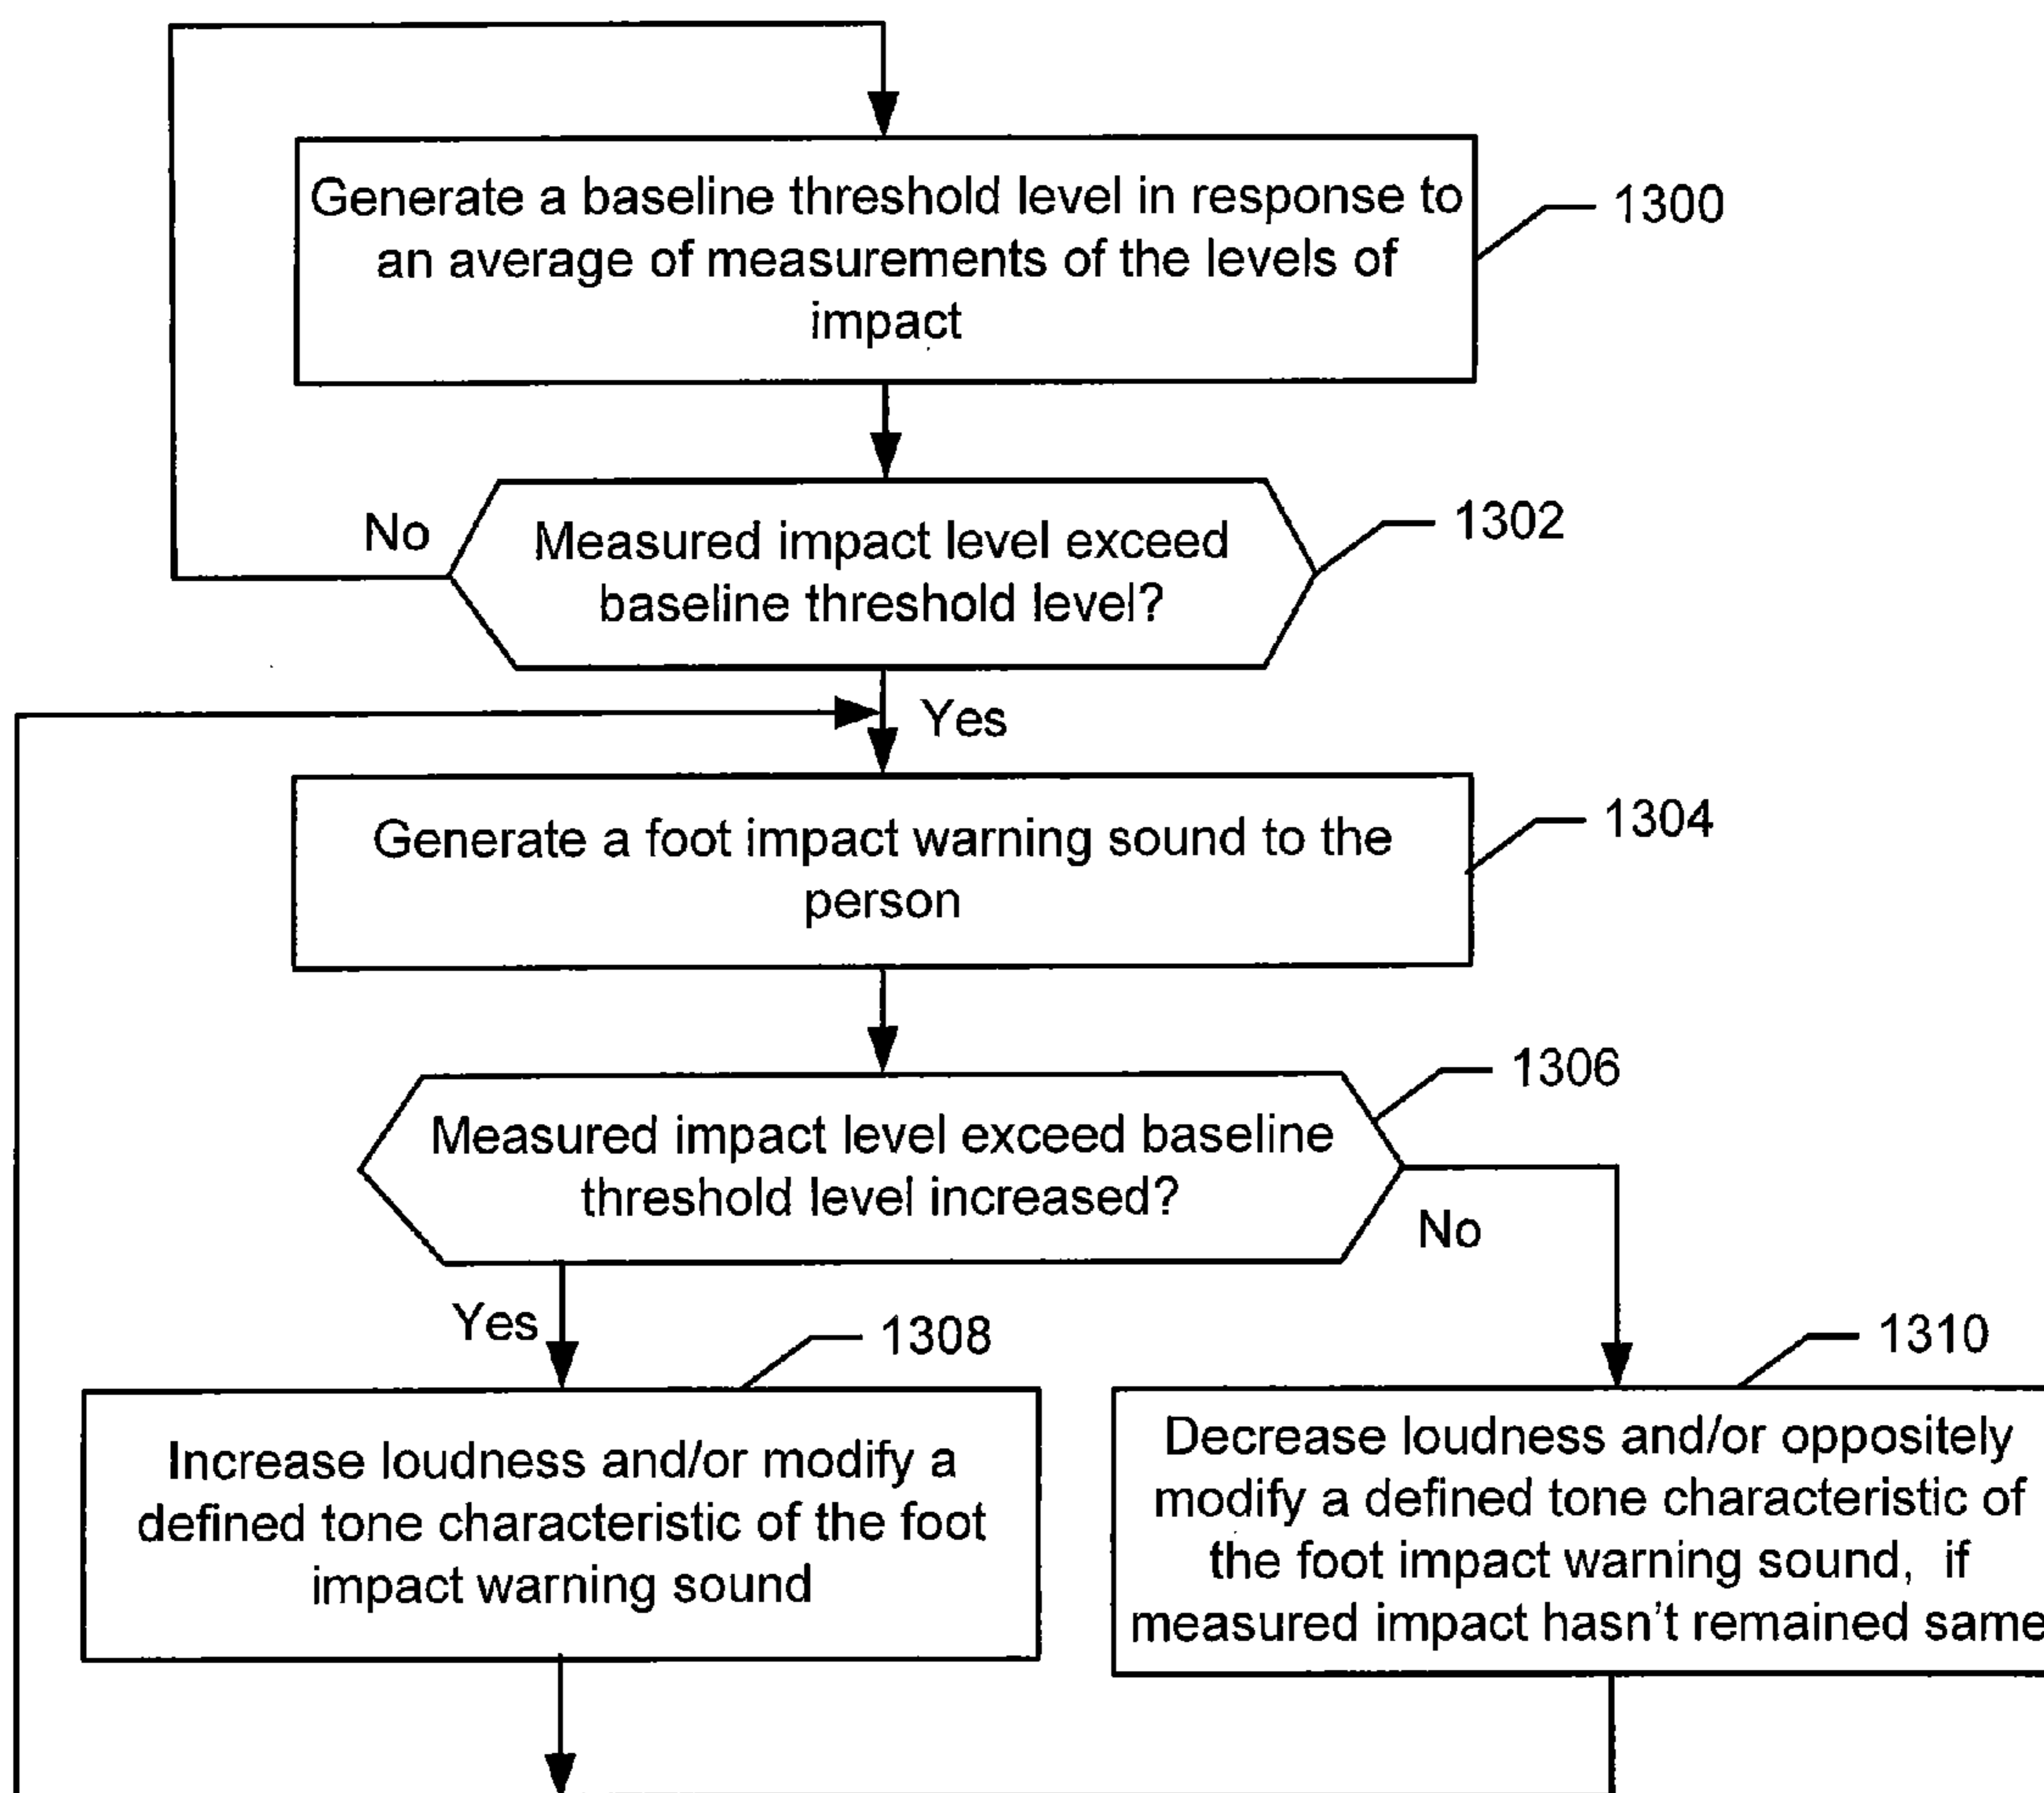 Generate a baseline threshold level in response to
an average of measurements of the levels of
impact
1300
No
Measured impact level exceed
baseline threshold level?
1302
Yes
Generate a foot impact warning sound to the
person
1304
Measured impact level exceed baseline
threshold level increased?
1306
No
Yes
1308
1310
Increase loudness and/or modify a
defined tone characteristic of the foot
impact warning sound
Decrease loudness and/or oppositely
modify a defined tone characteristic of
the foot impact warning sound, if
measured impact hasn't remained same